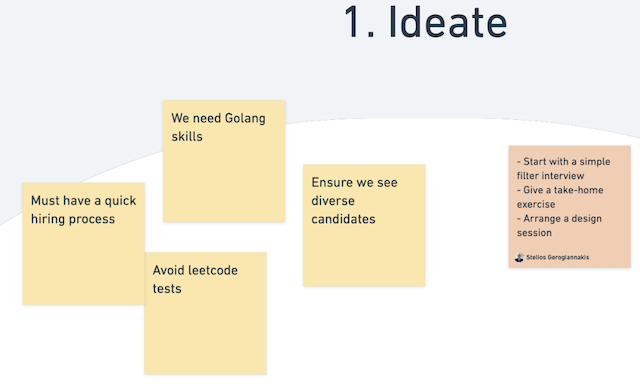 1. Ideate
We need Golang
skills
Must have a quick
hiring process
Ensure we see
diverse
candidates
Avoid leetcode
tests
- Start with a simple
filter interview
- Give a take-home
exercise
- Arrange a design
session
Stelios Gerogiannakis